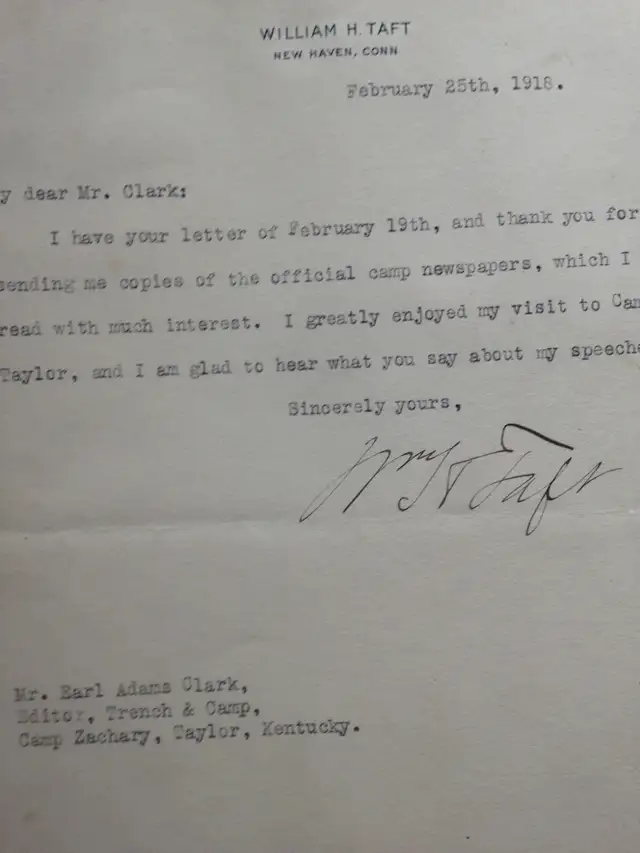 WILLIAM H. TAFT
NEW HAVEN, CONN
February 25th, 1918.
y dear Mr. Clark:
I have your letter of February 19th, and thank you for
sending me copies of the official camp newspapers, which I
read with much interest. I greatly enjoyed my visit to Cam
Taylor, and I am glad to hear what you say about my speeche
Sincerely yours,
Wm H Taft
Mr. Earl Adams Clark,
Editor, Trench & Camp,
Camp Zachary, Taylor, Kentucky.